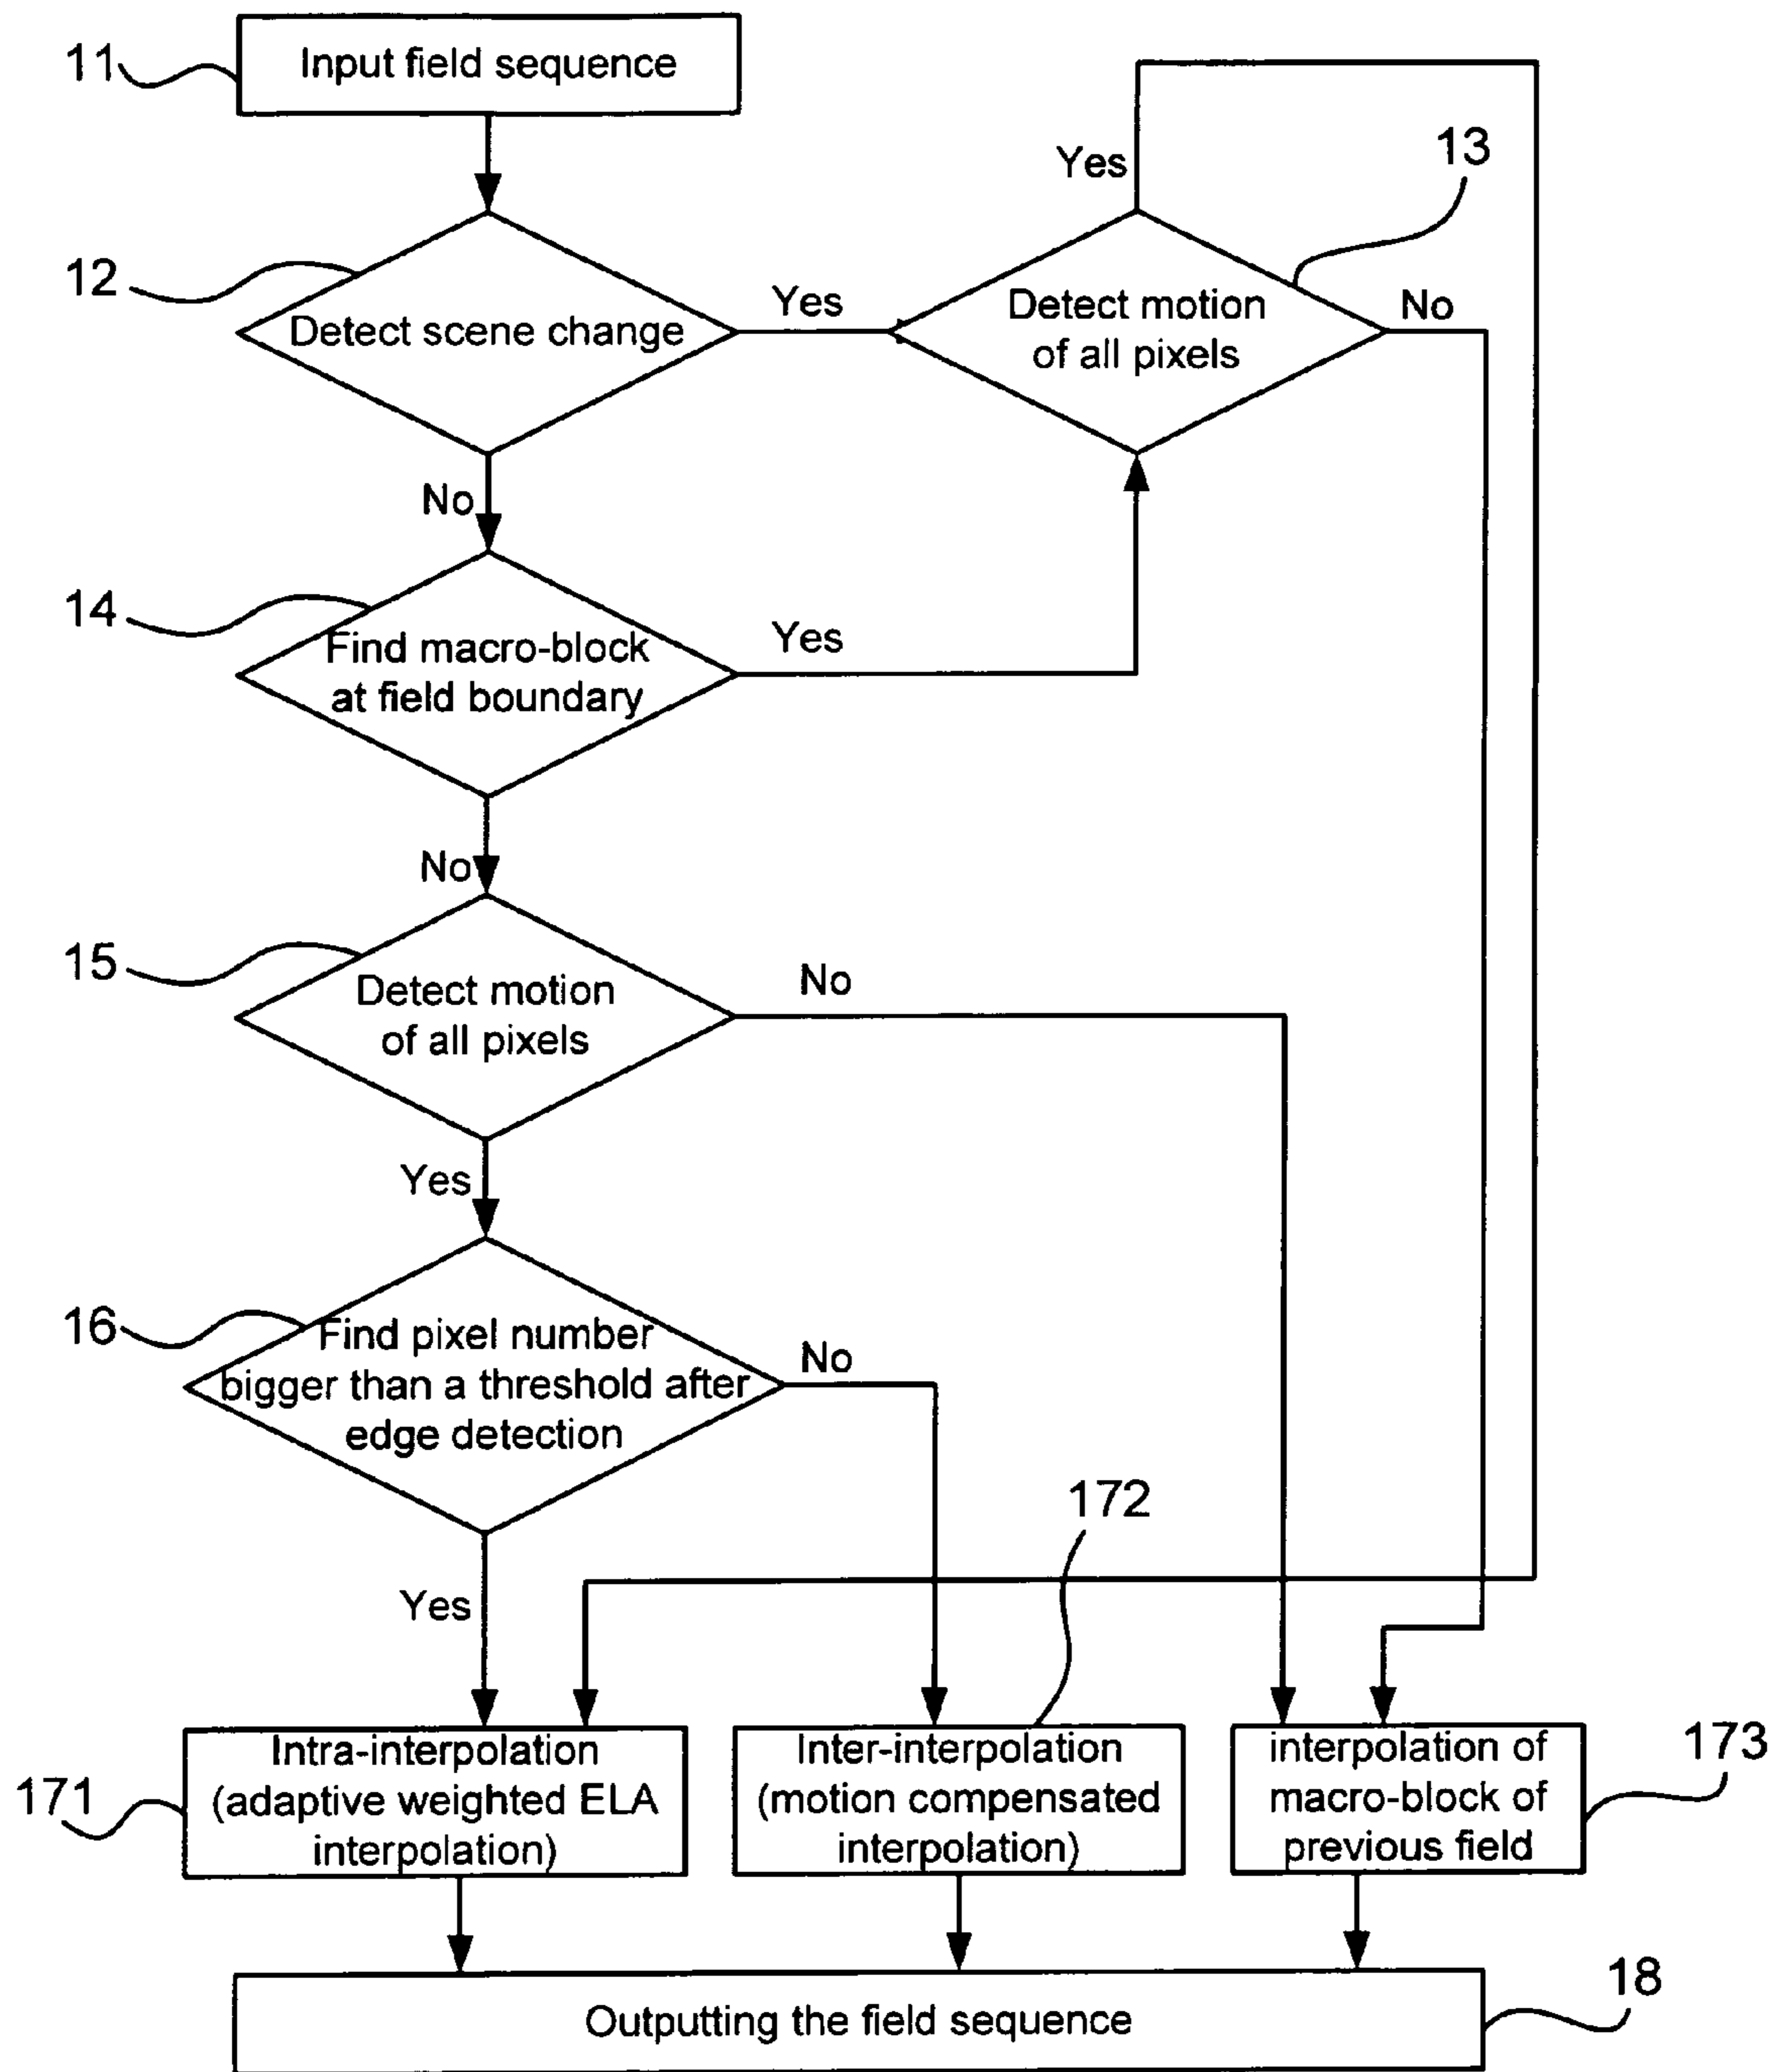 11
Input field sequence
Yes
13
12
Detect scene change
Yes
Detect motion
of all pixels
No
No
14
Find macro-block
at field boundary
Yes
No
15
Detect motion
of all pixels
No
Yes
16
Find pixel number
bigger than a threshold after
edge detection
No
172
Yes
171
Intra-interpolation
(adaptive weighted ELA
interpolation)
Inter-interpolation
(motion compensated
interpolation)
interpolation of
macro-block of
previous field
173
18
Outputting the field sequence